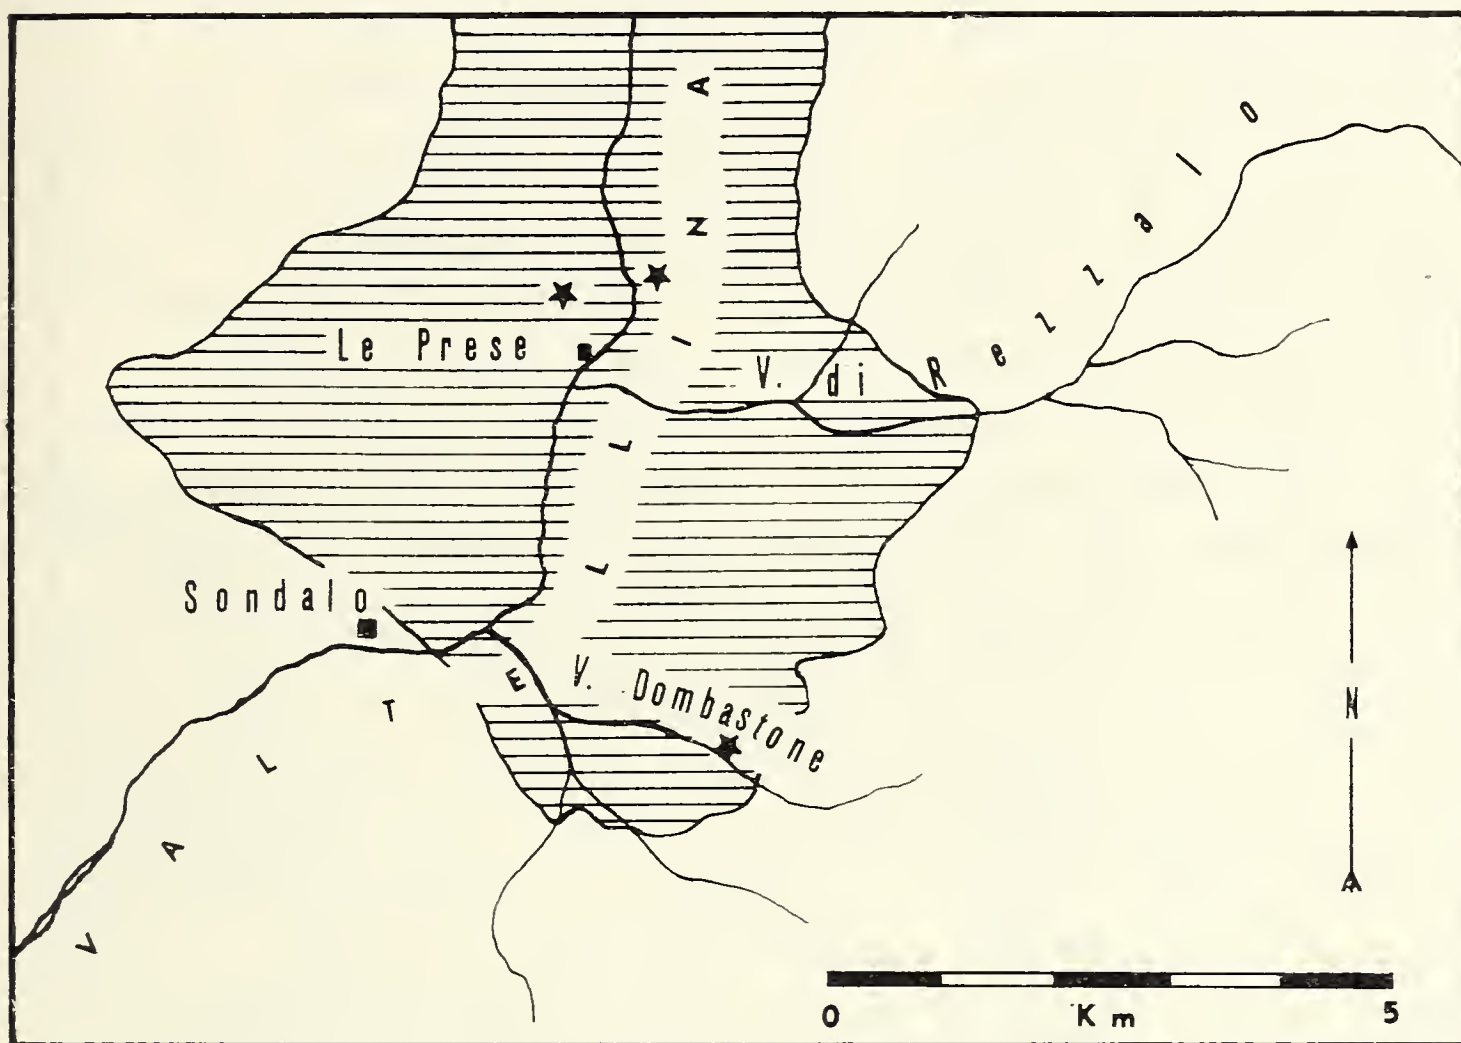 VALTELLINA
V. di Rezzalo
Le Prese
Sondalo
V. Dombastone
N
0 5
Km